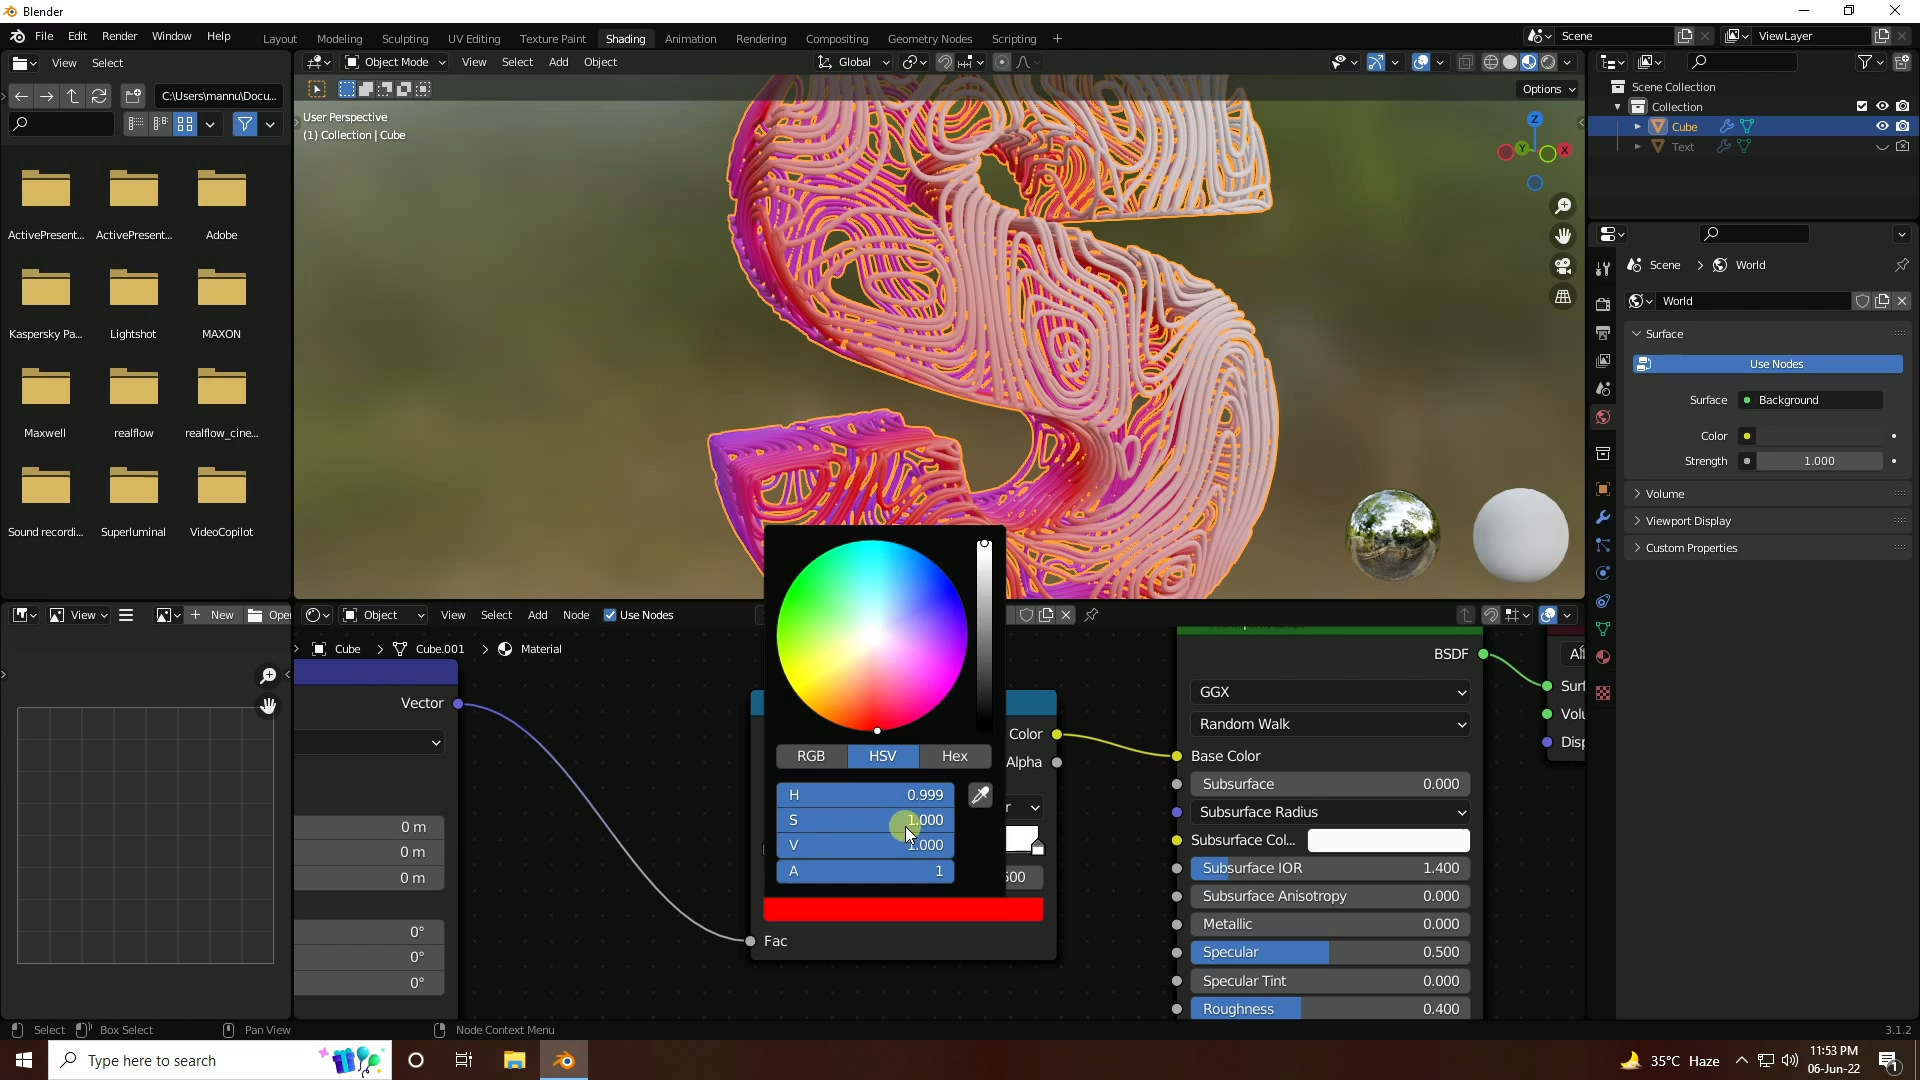 Blender
File Edit Render Window Help
Layout Modeling Sculpting UV Editing Texture Paint Shading Animation Rendering Compositing Geometry Nodes Scripting
Scene
ViewLayer
View Select
Object Mode View Select Add Object
Global
C:\Users\mannu\Docu...
Options
User Perspective
(1) Collection | Cube
Z
Y
X
Scene Collection
Collection
Cube
Text
Scene > World
World
Surface
Use Nodes
Surface Background
Color
Strength 1.000
Volume
Viewport Display
Custom Properties
ActivePresent... ActivePresent... Adobe
Kaspersky Pa... Lightshot MAXON
Maxwell realflow realflow_cine...
Sound recordi... Superluminal VideoCopilot
View
New
Ope
Object View Select Add Node Use Nodes
Cube > Cube.001 > Material
Vector
0 m
0 m
0 m
0°
0°
0°
RGB HSV Hex
H 0.999
S 1.000
V 1.000
A 1
Color
Alpha
Fac
BSDF
GGX
Random Walk
Base Color
Subsurface 0.000
Subsurface Radius
Subsurface Col...
Subsurface IOR 1.400
Subsurface Anisotropy 0.000
Metallic 0.000
Specular 0.500
Specular Tint 0.000
Roughness 0.400
Surf
Volu
Disp
Select Box Select Pan View Node Context Menu
3.1.2
Type here to search
35°C Haze
11:53 PM
06-Jun-22
1